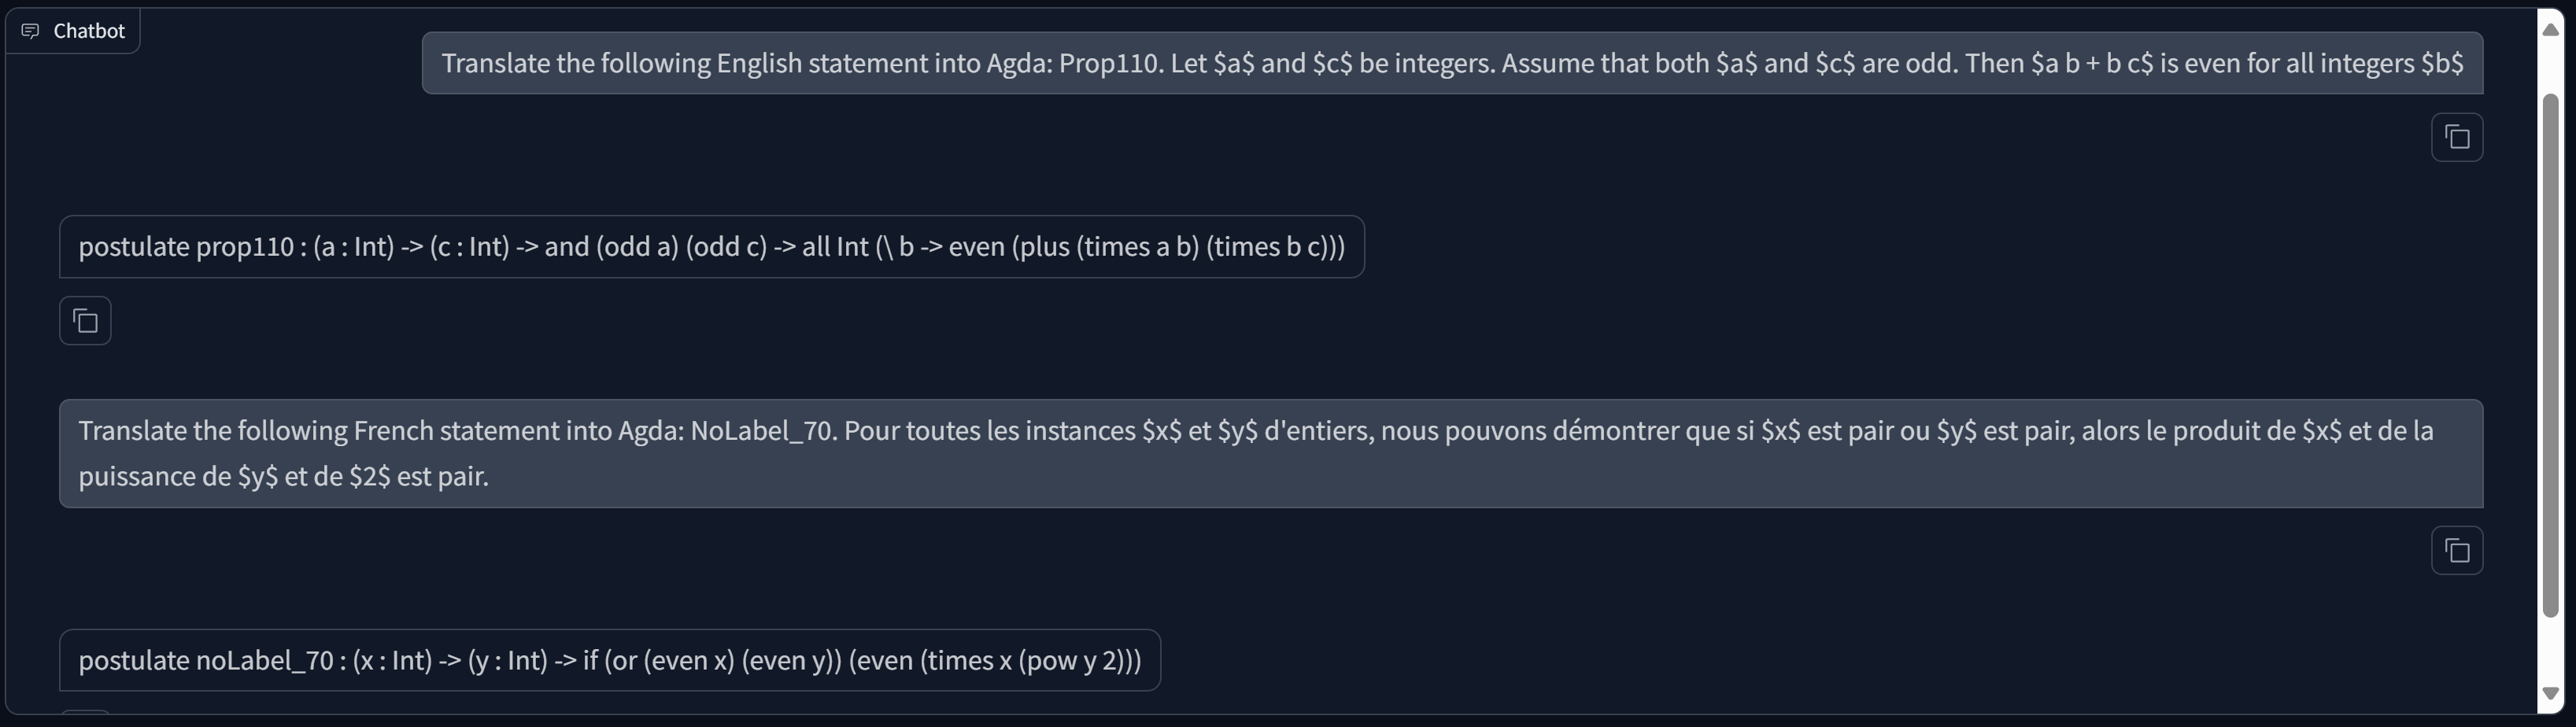 Chatbot
Translate the following English statement into Agda: Prop110. Let $a$ and $c$ be integers. Assume that both $a$ and $c$ are odd. Then $a b + b c$ is even for all integers $b$
postulate prop110 : (a : Int) -> (c : Int) -> and (odd a) (odd c) -> all Int (\ b -> even (plus (times a b) (times b c)))
Translate the following French statement into Agda: NoLabel_70. Pour toutes les instances $x$ et $y$ d'entiers, nous pouvons démontrer que si $x$ est pair ou $y$ est pair, alors le produit de $x$ et de la
puissance de $y$ et de $2$ est pair.
postulate noLabel_70 : (x : Int) -> (y : Int) -> if (or (even x) (even y)) (even (times x (pow y 2)))